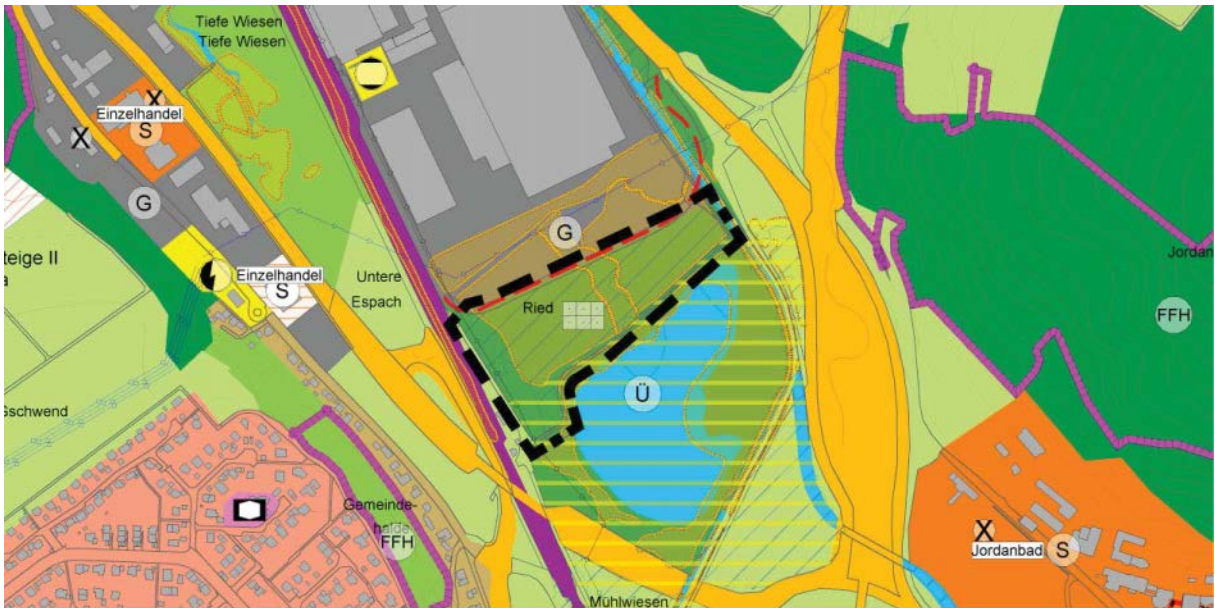 Tiefe Wiesen
Tiefe Wiesen
X
Einzelhandel
S
X
G
G
teige II
a
Einzelhandel
S
Untere
Espach
Ried
Jordan
FFH
Ü
Gschwend
Gemeinde-
halde
FFH
X
Jordanbad
S
Mühlwiesen